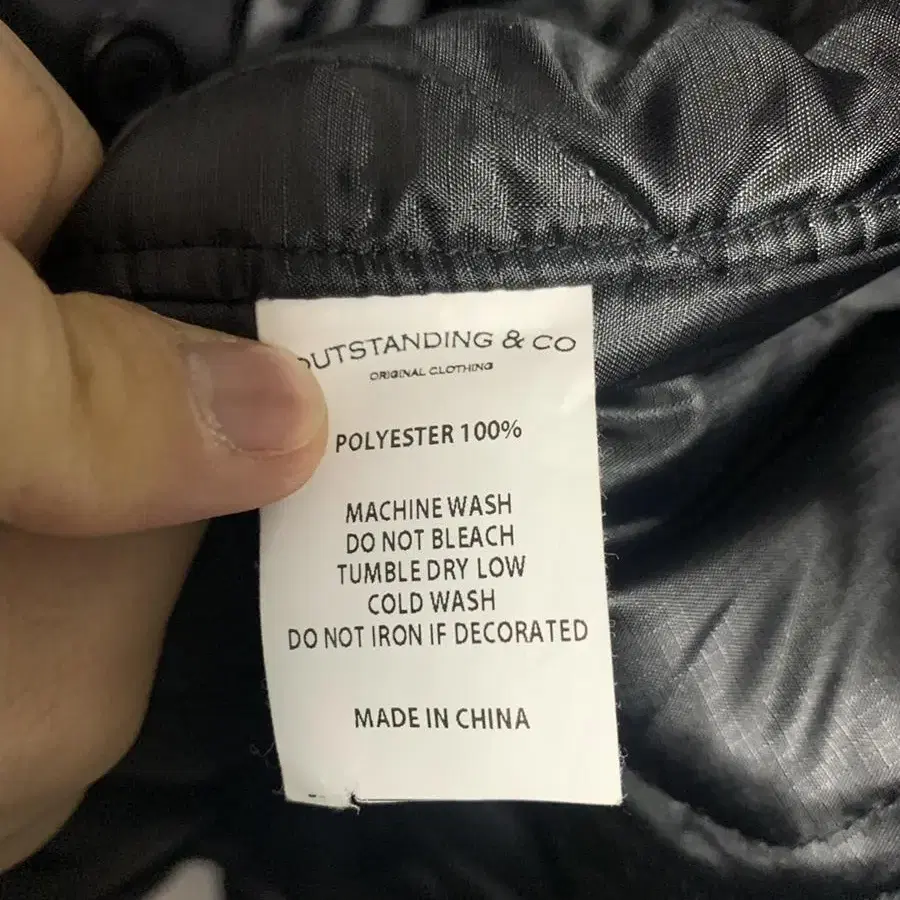 OUTSTANDING & CO
ORIGINAL CLOTHING
POLYESTER 100%
MACHINE WASH
DO NOT BLEACH
TUMBLE DRY LOW
COLD WASH
DO NOT IRON IF DECORATED
MADE IN CHINA